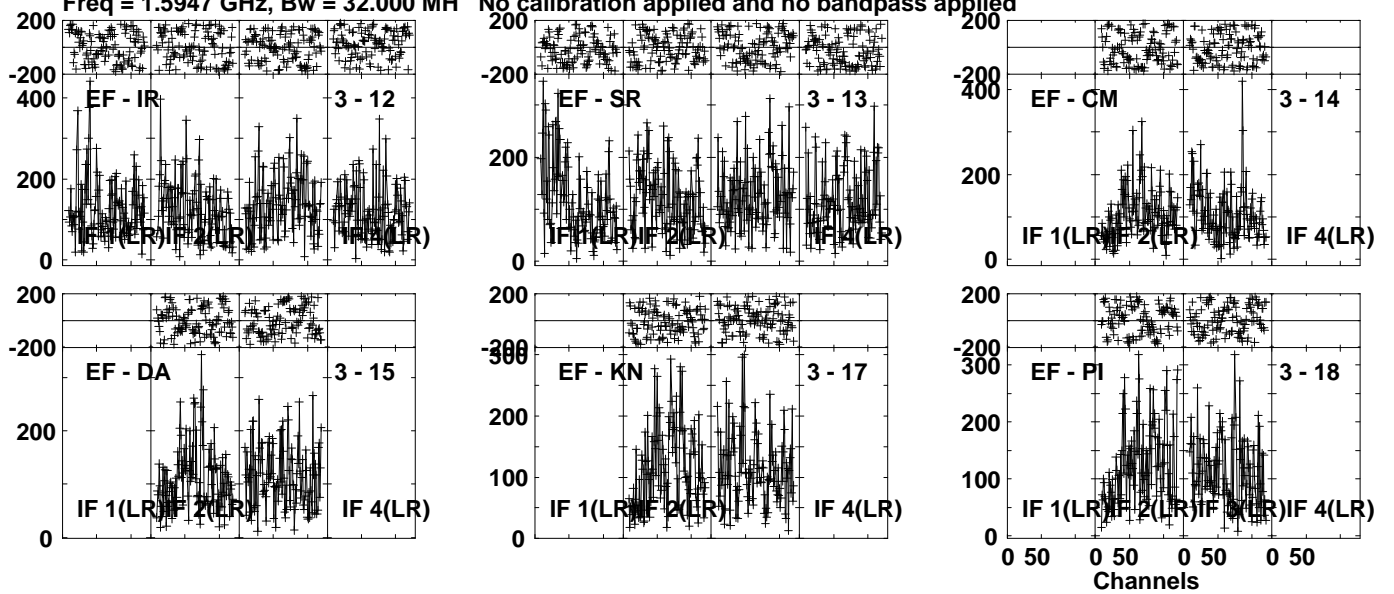 Freq = 1.5947 GHz, Bw = 32.000 MH No calibration applied and no bandpass applied
200
-200
400
200
0
EF - IR
3 - 12
IF 1(LR)
IF 2(LR)
IF 4(LR)
200
-200
200
0
EF - SR
3 - 13
IF 1(LR)
IF 2(LR)
IF 4(LR)
200
-200
400
200
0
EF - CM
3 - 14
IF 1(LR)
IF 2(LR)
IF 4(LR)
200
-200
200
0
EF - DA
3 - 15
IF 1(LR)
IF 2(LR)
IF 4(LR)
200
-200
300
200
100
0
EF - KN
3 - 17
IF 1(LR)
IF 2(LR)
IF 4(LR)
200
-200
300
200
100
0
EF - PI
3 - 18
IF 1(LR)
IF 2(LR)
IF 3(LR)
IF 4(LR)
0 50 0 50 0 50 0 50
Channels